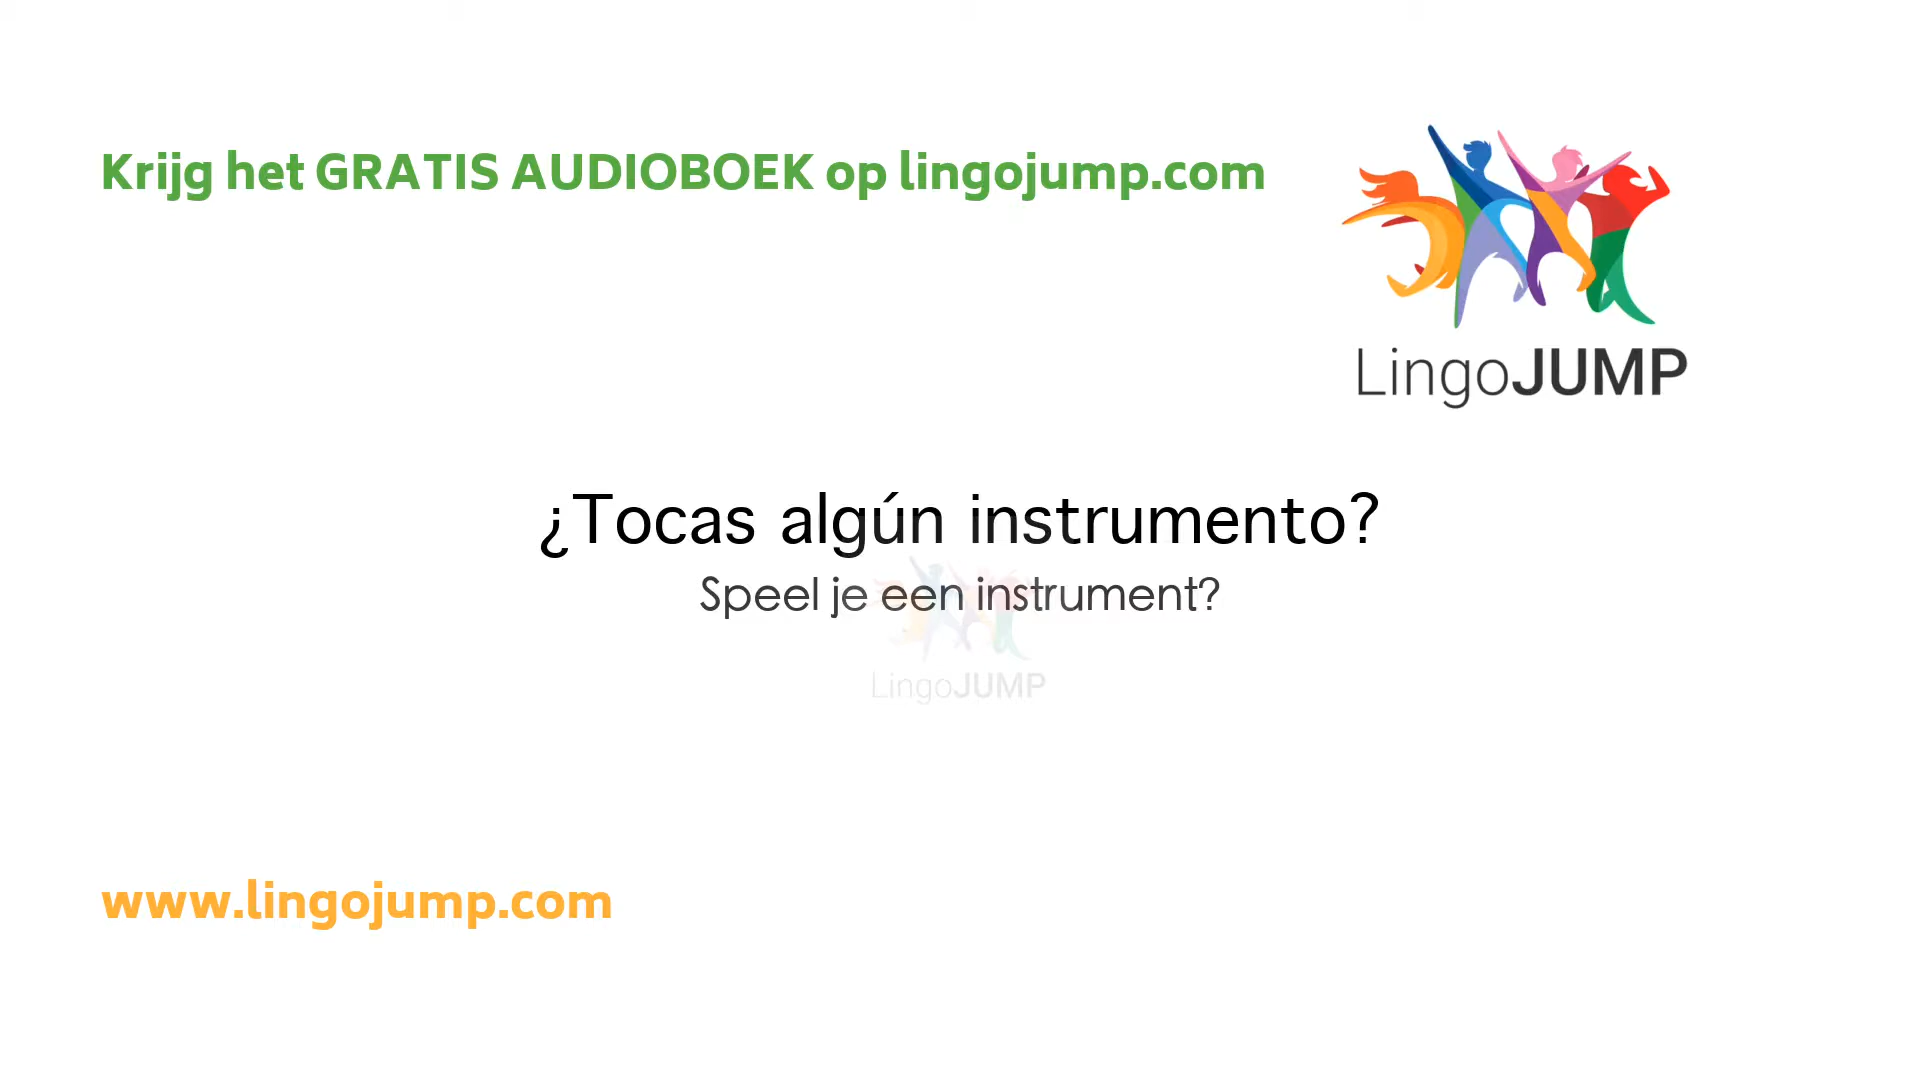 Krijg het GRATIS AUDIOBOEK op lingojump.com
LingoJUMP
¿Tocas algún instrumento?
Speel je een instrument?
LingoJUMP
www.lingojump.com